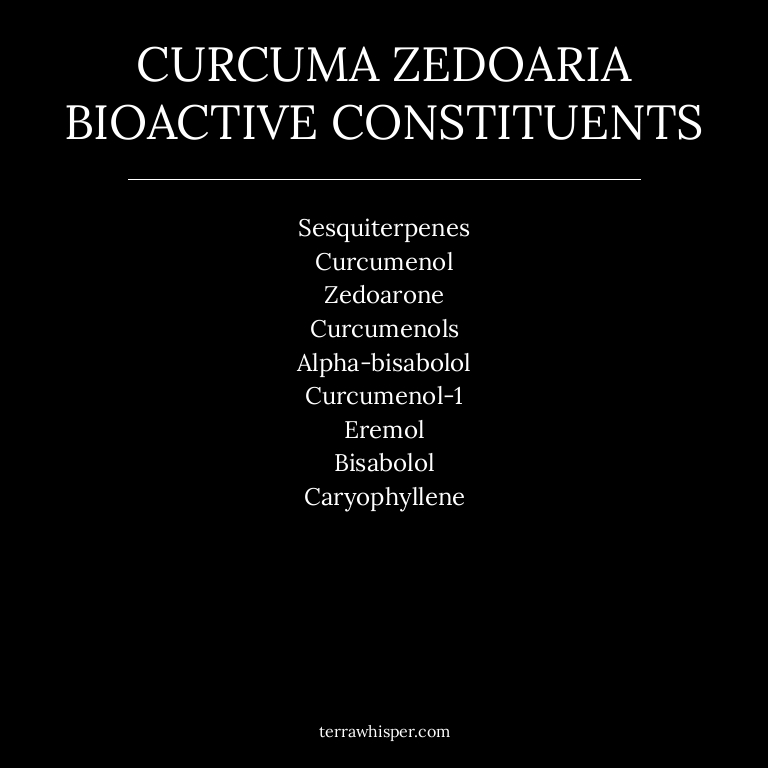 CURCUMA ZEDOARIA
BIOACTIVE CONSTITUENTS
Sesquiterpenes
Curcumenol
Zedoarone
Curcumenols
Alpha-bisabolol
Curcumenol-1
Eremol
Bisabolol
Caryophyllene
terrawhisper.com